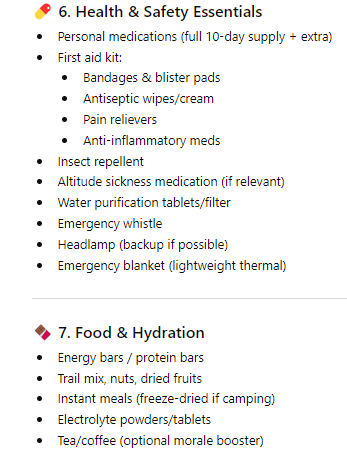 6. Health & Safety Essentials
Personal medications (full 10-day supply + extra)
First aid kit:
Bandages & blister pads
Antiseptic wipes/cream
Pain relievers
Anti-inflammatory meds
Insect repellent
Altitude sickness medication (if relevant)
Water purification tablets/filter
Emergency whistle
Headlamp (backup if possible)
Emergency blanket (lightweight thermal)
7. Food & Hydration
Energy bars / protein bars
Trail mix, nuts, dried fruits
Instant meals (freeze-dried if camping)
Electrolyte powders/tablets
Tea/coffee (optional morale booster)